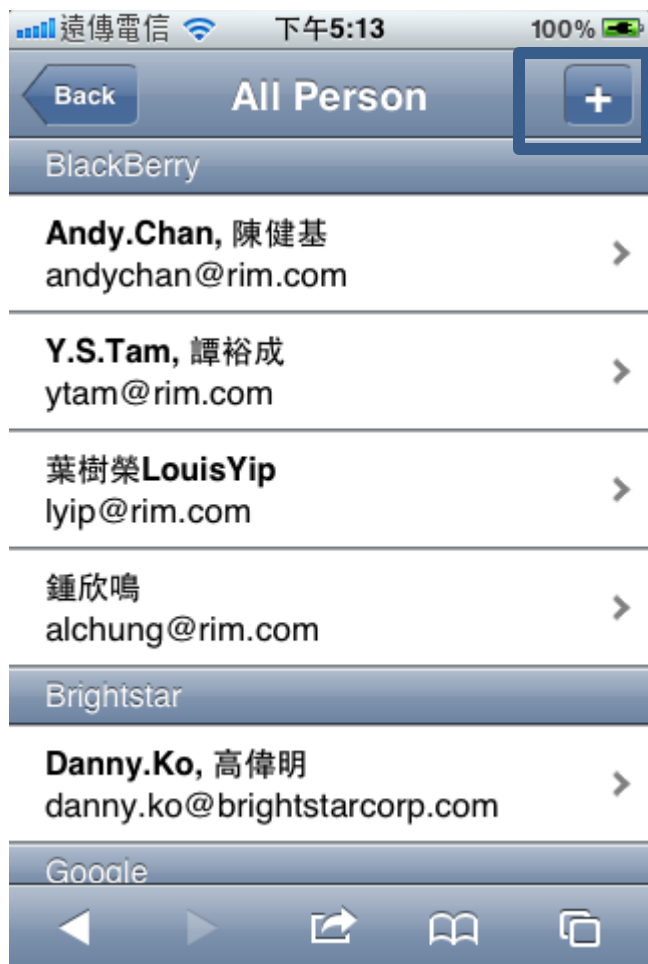 遠傳電信 下午5:13 100%
Back All Person +
BlackBerry
Andy.Chan, 陳健基
andychan@rim.com
Y.S.Tam, 譚裕成
ytam@rim.com
葉樹榮LouisYip
lyip@rim.com
鍾欣鳴
alchung@rim.com
Brightstar
Danny.Ko, 高偉明
danny.ko@brightstarcorp.com
Google